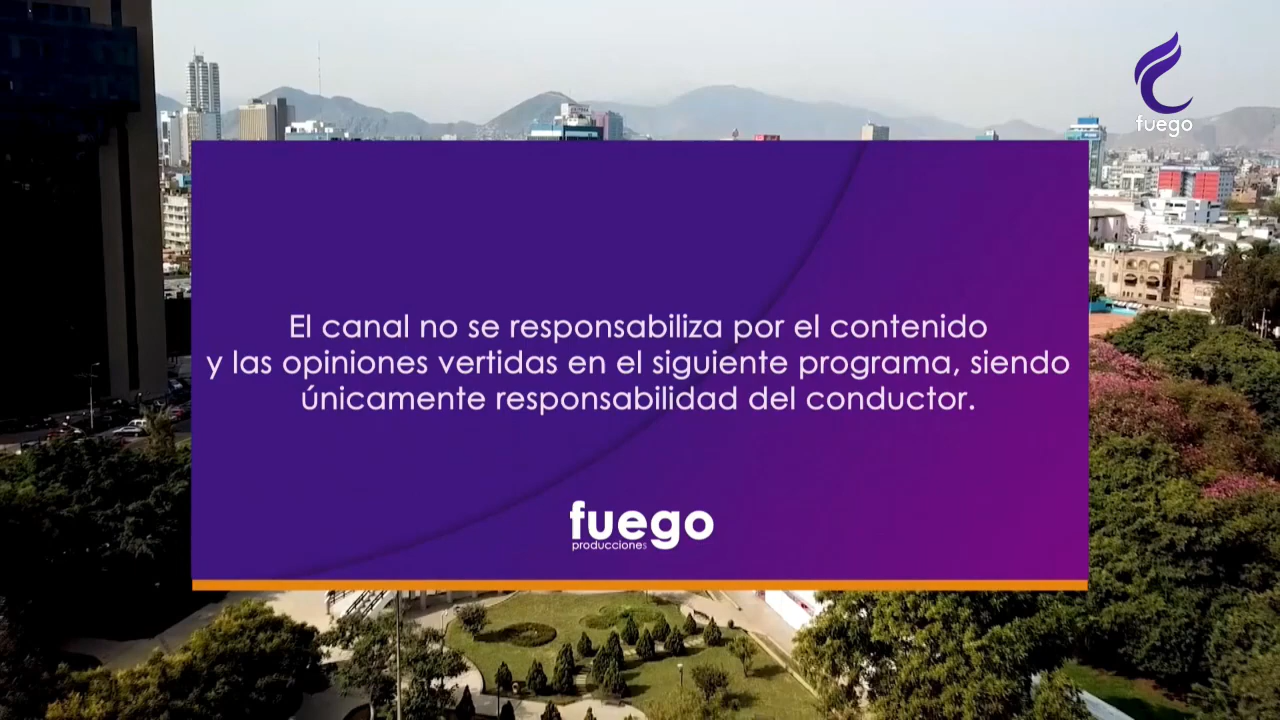 fuego
El canal no se responsabiliza por el contenido
y las opiniones vertidas en el siguiente programa, siendo
únicamente responsabilidad del conductor.
fuego
producciones